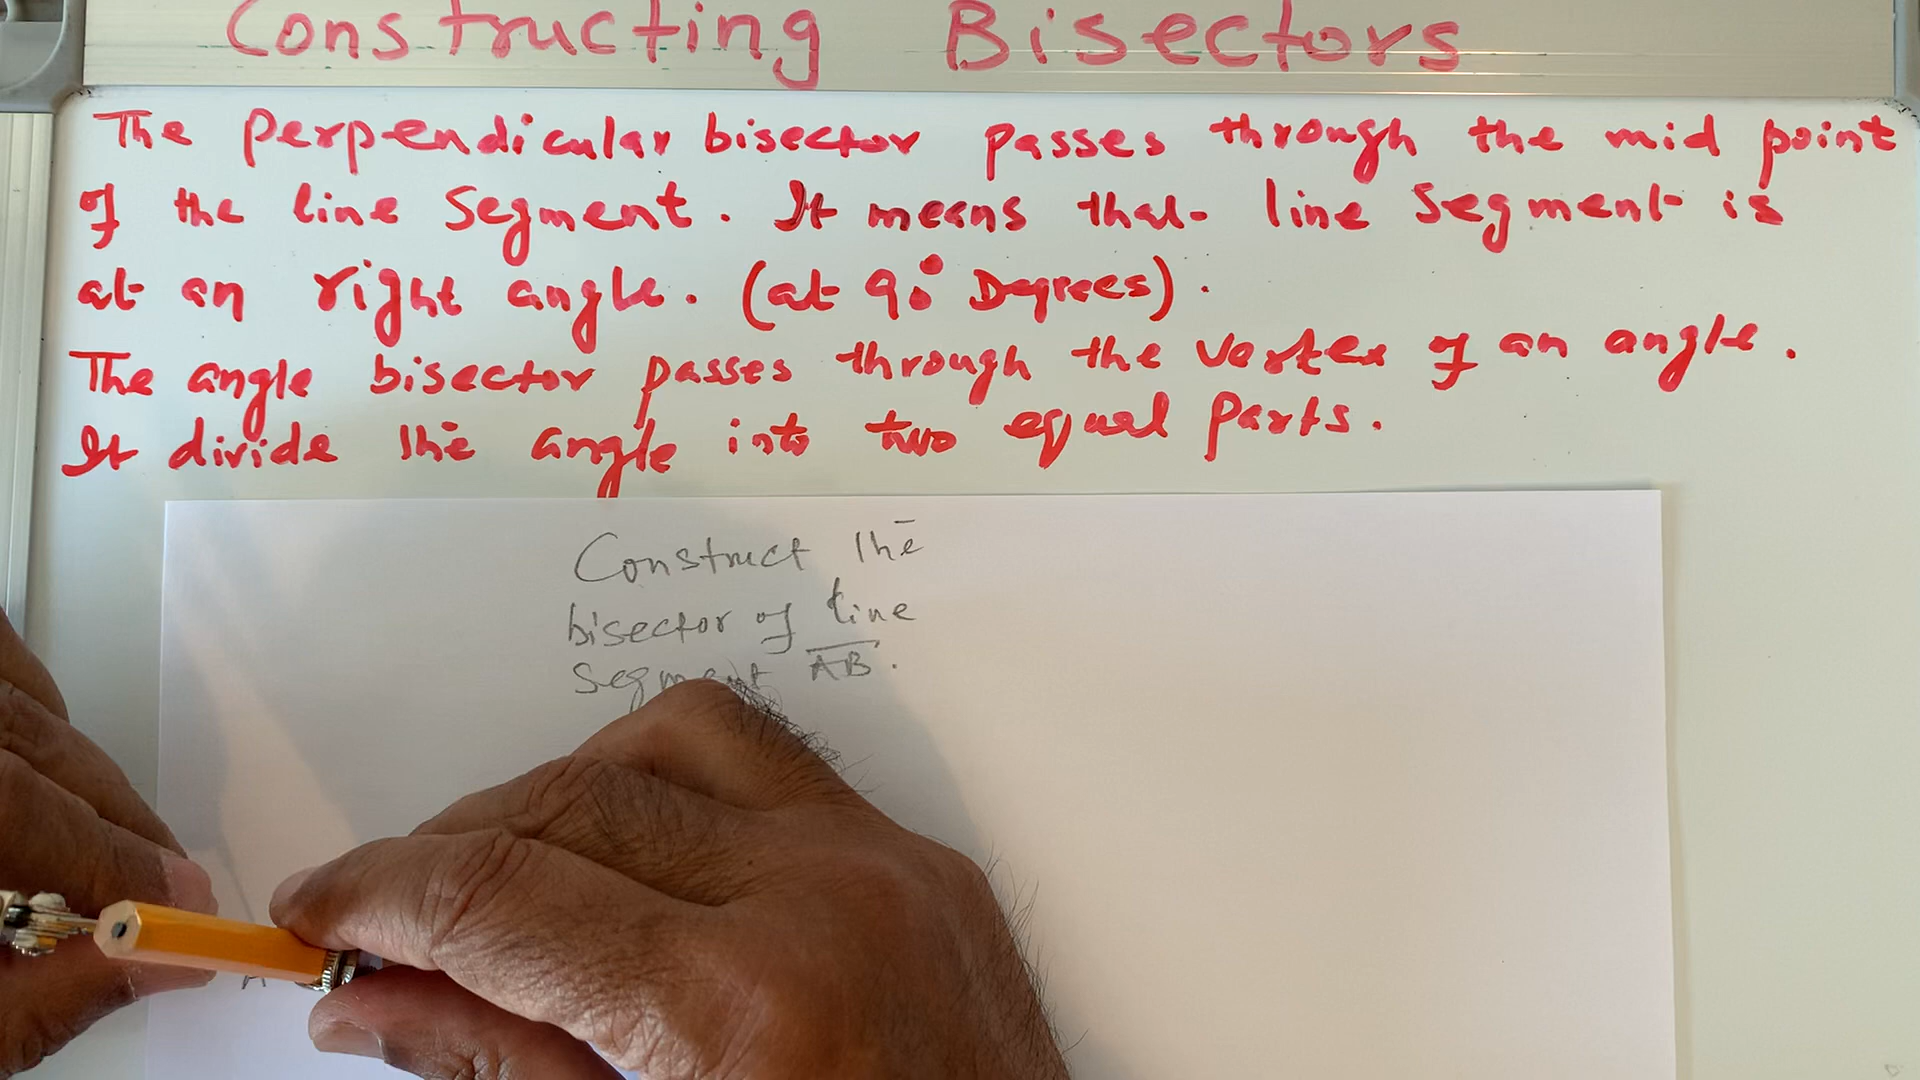 Constructing Bisectors
The perpendicular bisector passes through the mid point
of the line segment. It means that line segment is
at an right angle. (at 90° Degrees).
The angle bisector passes through the vertex of an angle.
It divide the angle into two equal parts.
Construct the
bisector of line
segment AB.
A